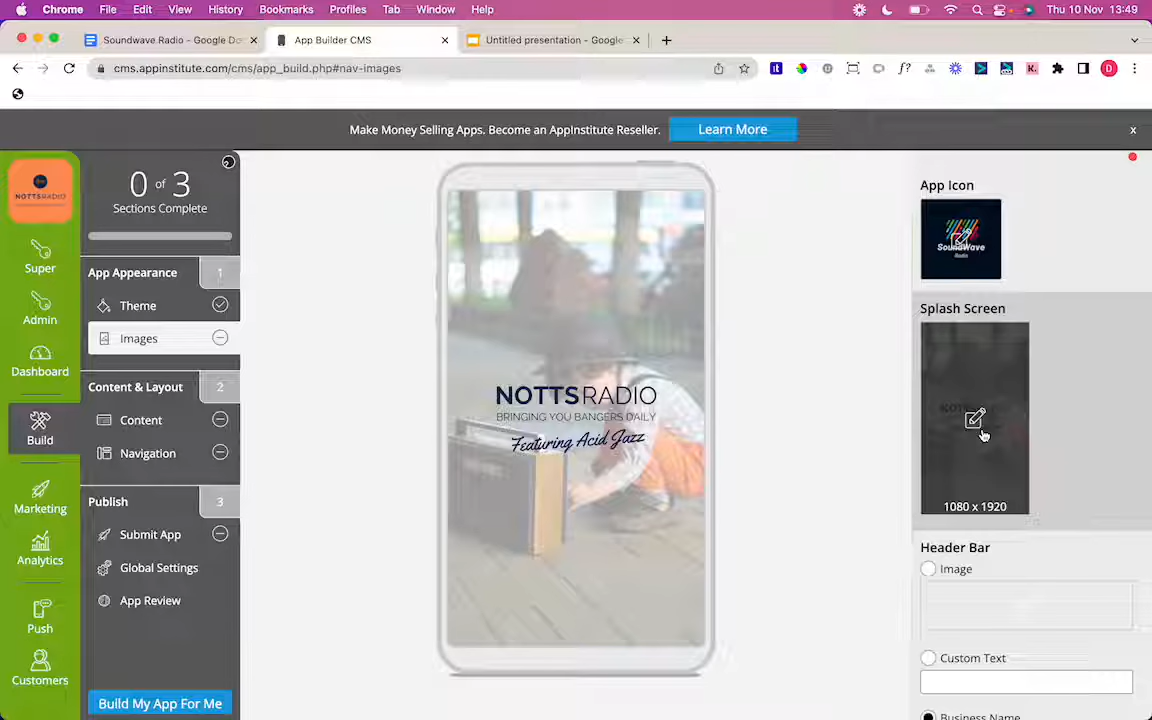 Chrome File Edit View History Bookmarks Profiles Tab Window Help Thu 10 Nov 13:49
Soundwave Radio – Google Do
App Builder CMS
Untitled presentation - Google
cms.appinstitute.com/cms/app_build.php#nav-images
Make Money Selling Apps. Become an AppInstitute Reseller. Learn More x
NOTTSRADIO
Super
Admin
Dashboard
Build
Marketing
Analytics
Push
Customers
0 of 3
Sections Complete
App Appearance 1
Theme
Images
Content & Layout 2
Content
Navigation
Publish 3
Submit App
Global Settings
App Review
Build My App For Me
NOTTSRADIO
BRINGING YOU BANGERS DAILY
Featuring Acid Jazz
App Icon
SoundWave
Radio
Splash Screen
1080 x 1920
Header Bar
Image
Custom Text
Business Name